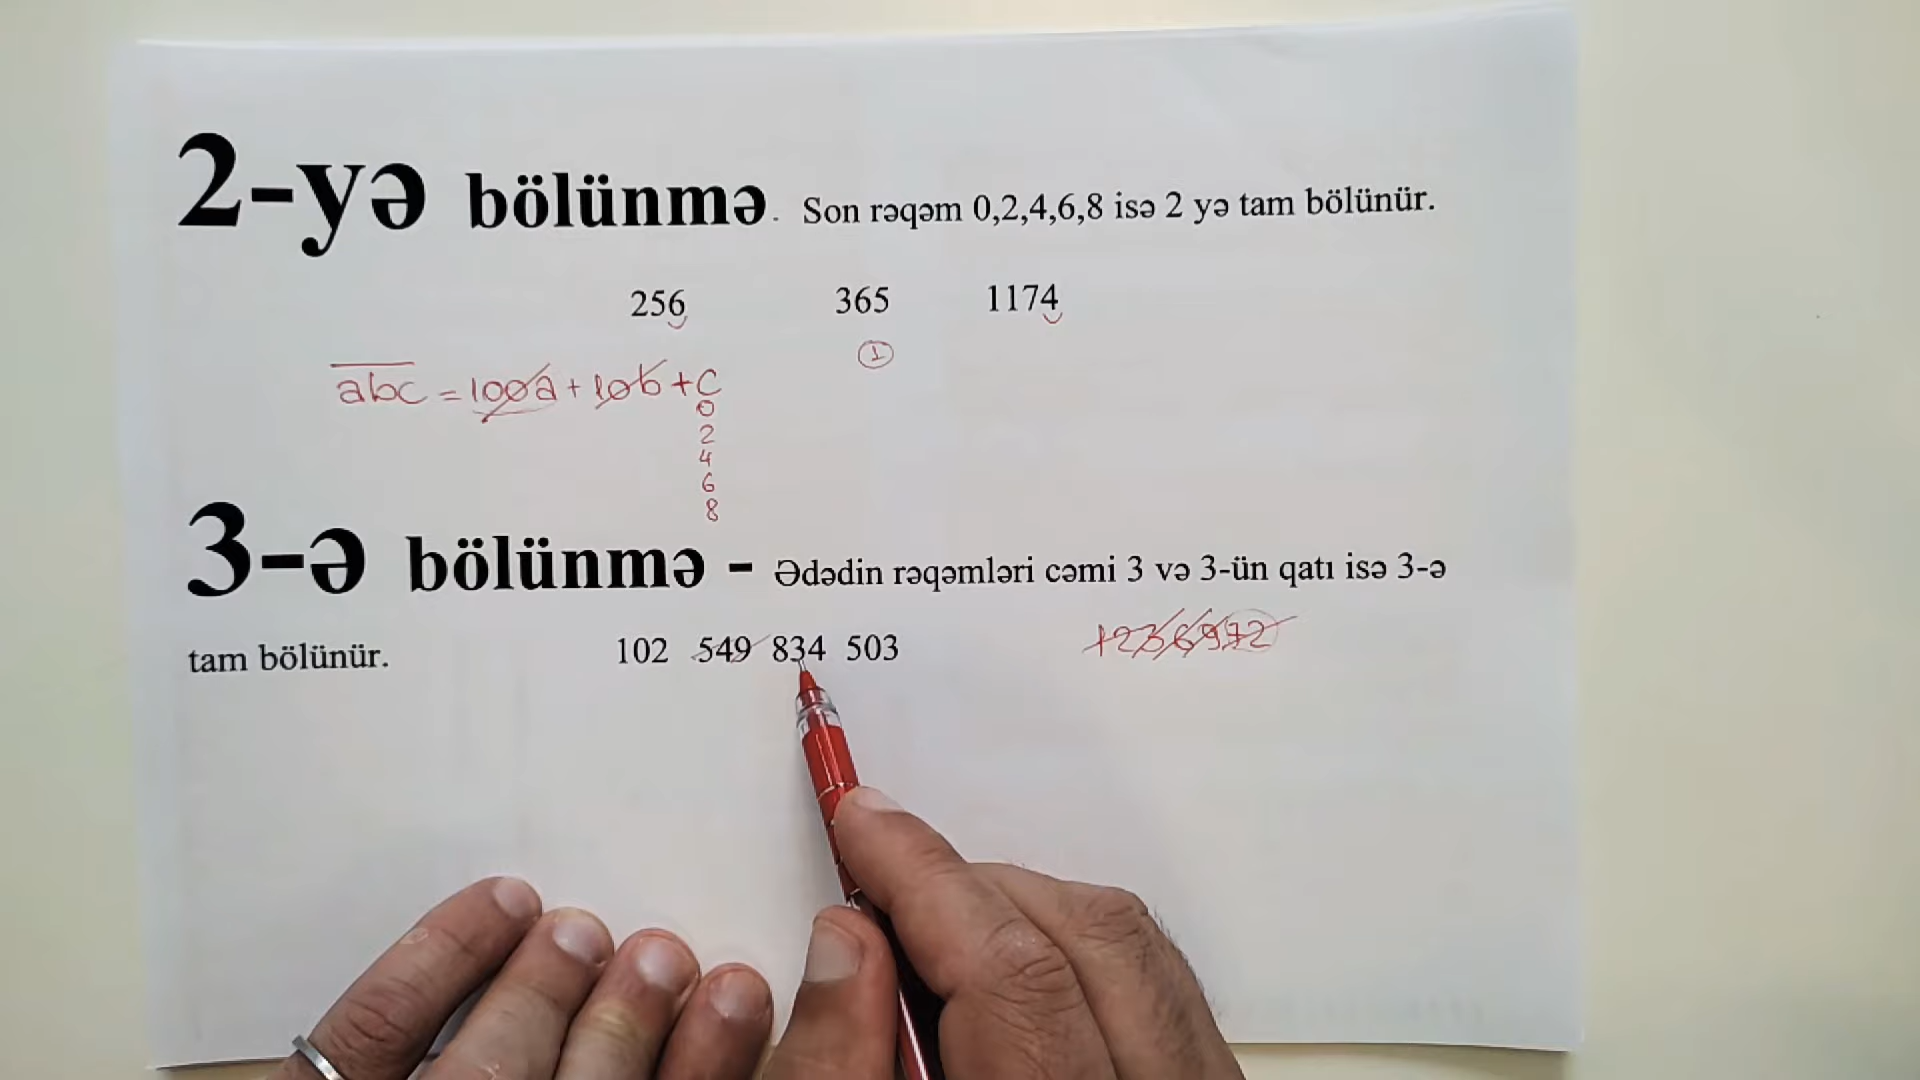 2-yə bölünmə. Son rəqəm 0,2,4,6,8 isə 2 yə tam bölünür.
256 365 1174
1
abc = 100a + 10b + c
0
2
4
6
8
3-ə bölünmə - Ədədin rəqəmləri cəmi 3 və 3-ün qatı isə 3-ə
tam bölünür. 102 549 834 503 1236972